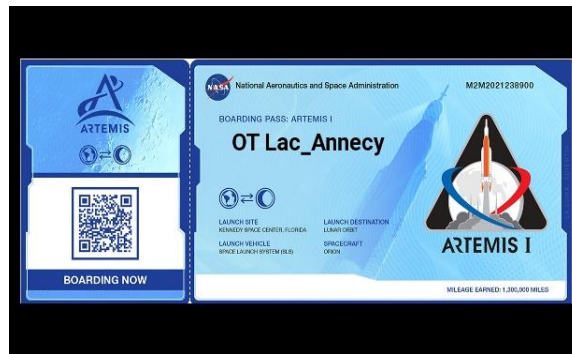 ARTEMIS
BOARDING NOW
NASA
National Aeronautics and Space Administration
M2M2021238900
BOARDING PASS: ARTEMIS I
OT Lac_Annecy
LAUNCH SITE
KENNEDY SPACE CENTER, FLORIDA
LAUNCH DESTINATION
LUNAR ORBIT
LAUNCH VEHICLE
SPACE LAUNCH SYSTEM (SLS)
SPACECRAFT
ORION
ARTEMIS I
MILEAGE EARNED: 1,300,000 MILES